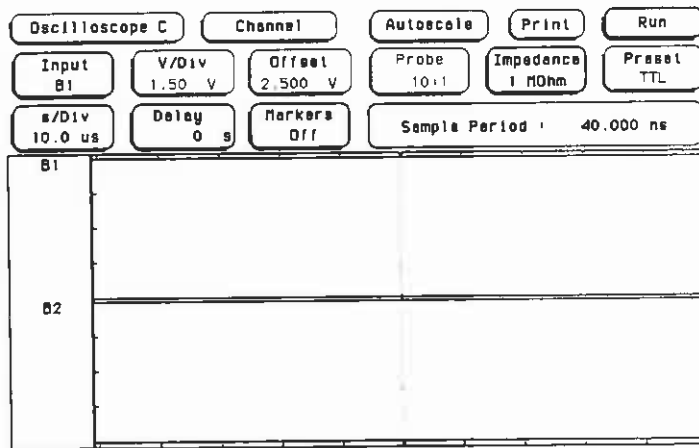 Oscilloscope C Channel Autoscale Print Run
Input V/Div Offset Probe Impedance Preset
B1 1.50 V 2.500 V 10:1 1 MOhm TTL
s/Div Delay Markers Sample Period : 40.000 ns
10.0 us 0 s Off
B1
B2